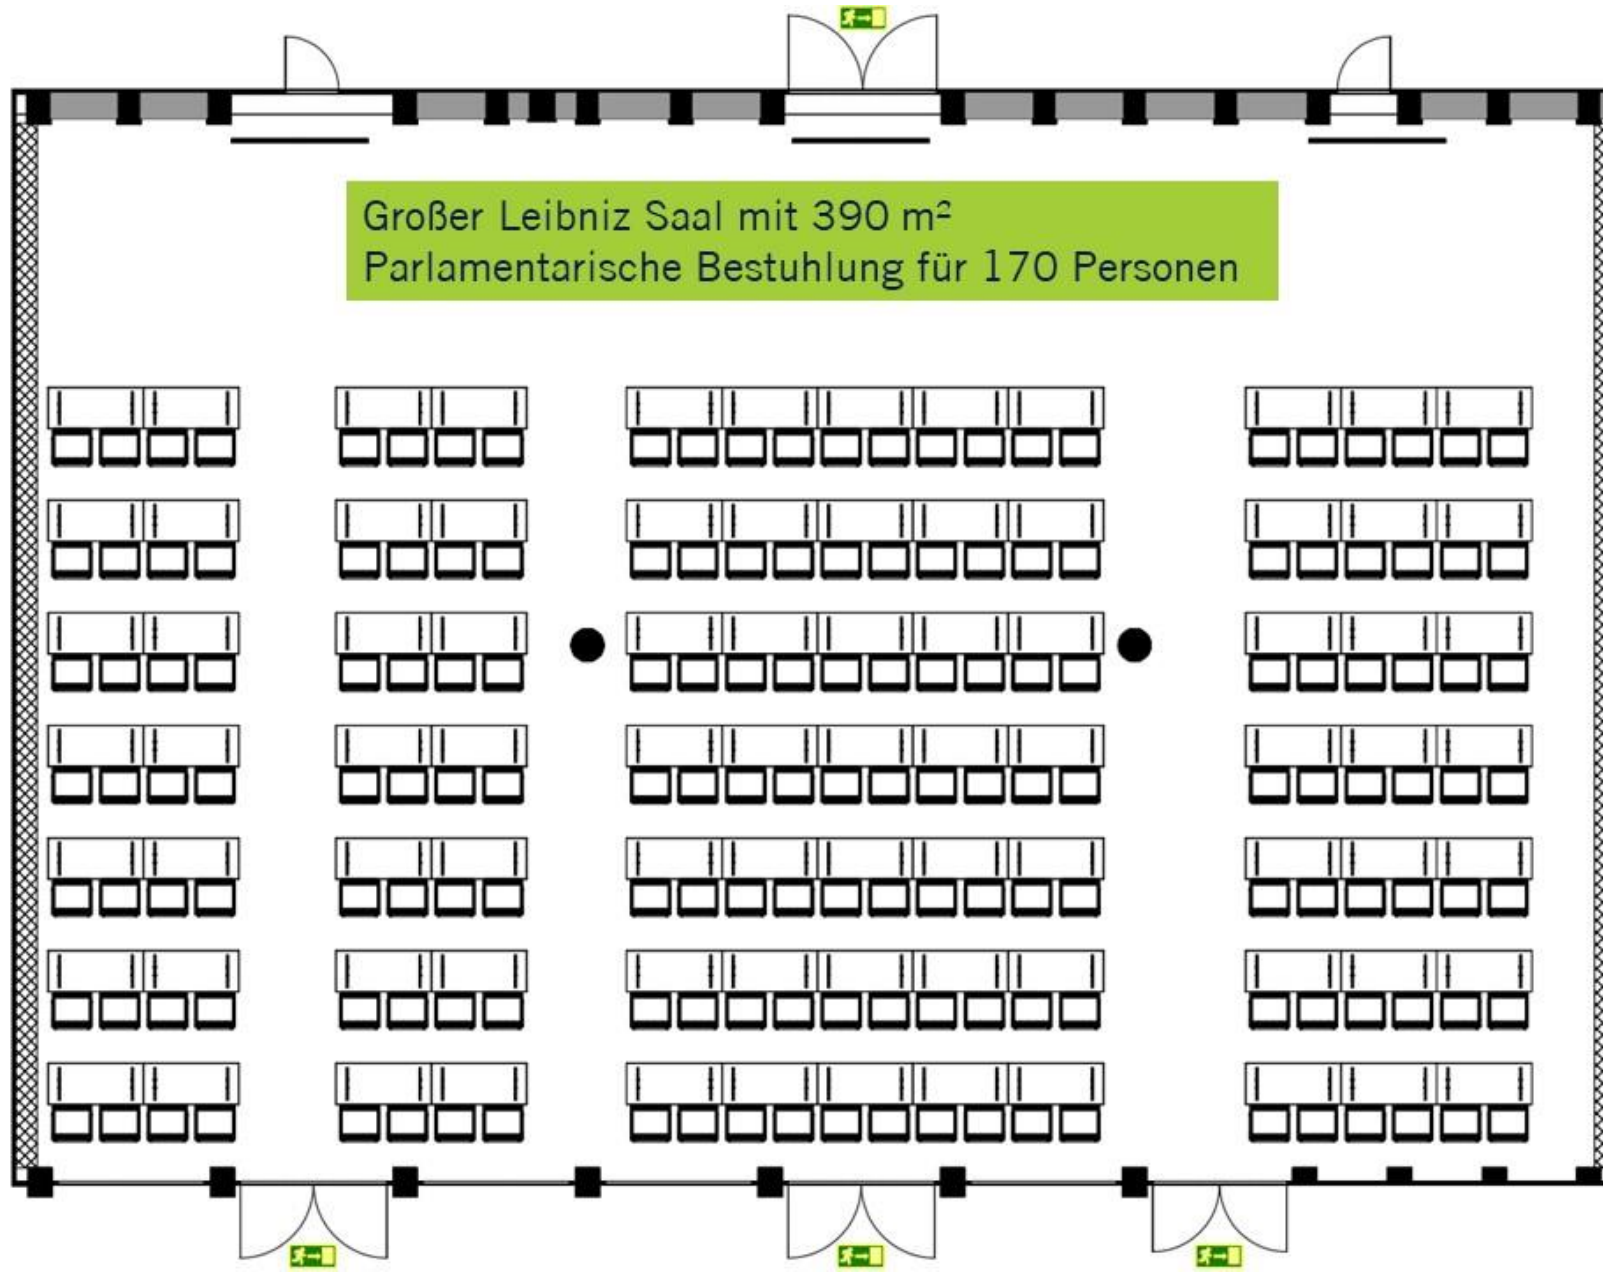 Großer Leibniz Saal mit 390 m²
Parlamentarische Bestuhlung für 170 Personen